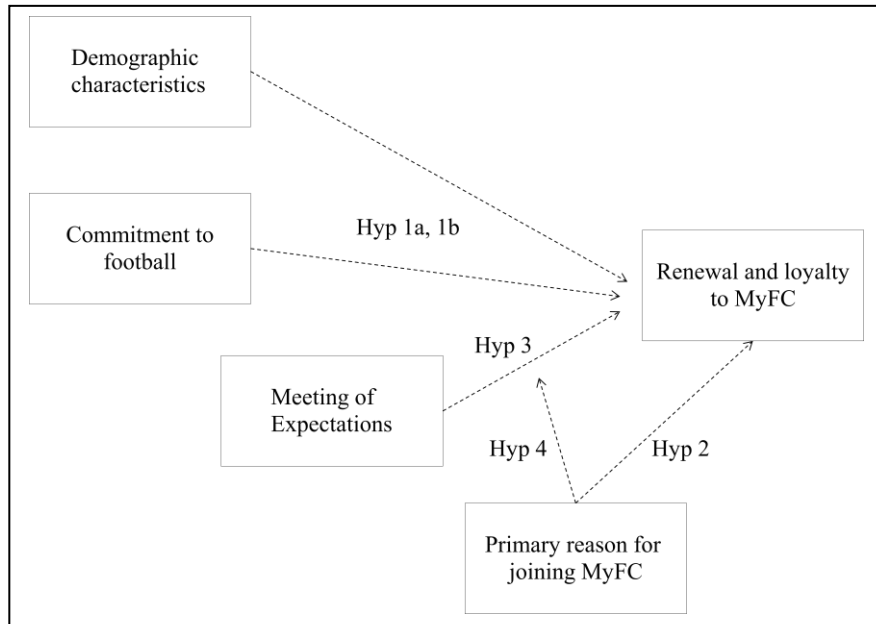 Demographic
characteristics
Commitment to
football
Hyp 1a, 1b
Renewal and loyalty
to MyFC
Hyp 3
Meeting of
Expectations
Hyp 4
Hyp 2
Primary reason for
joining MyFC